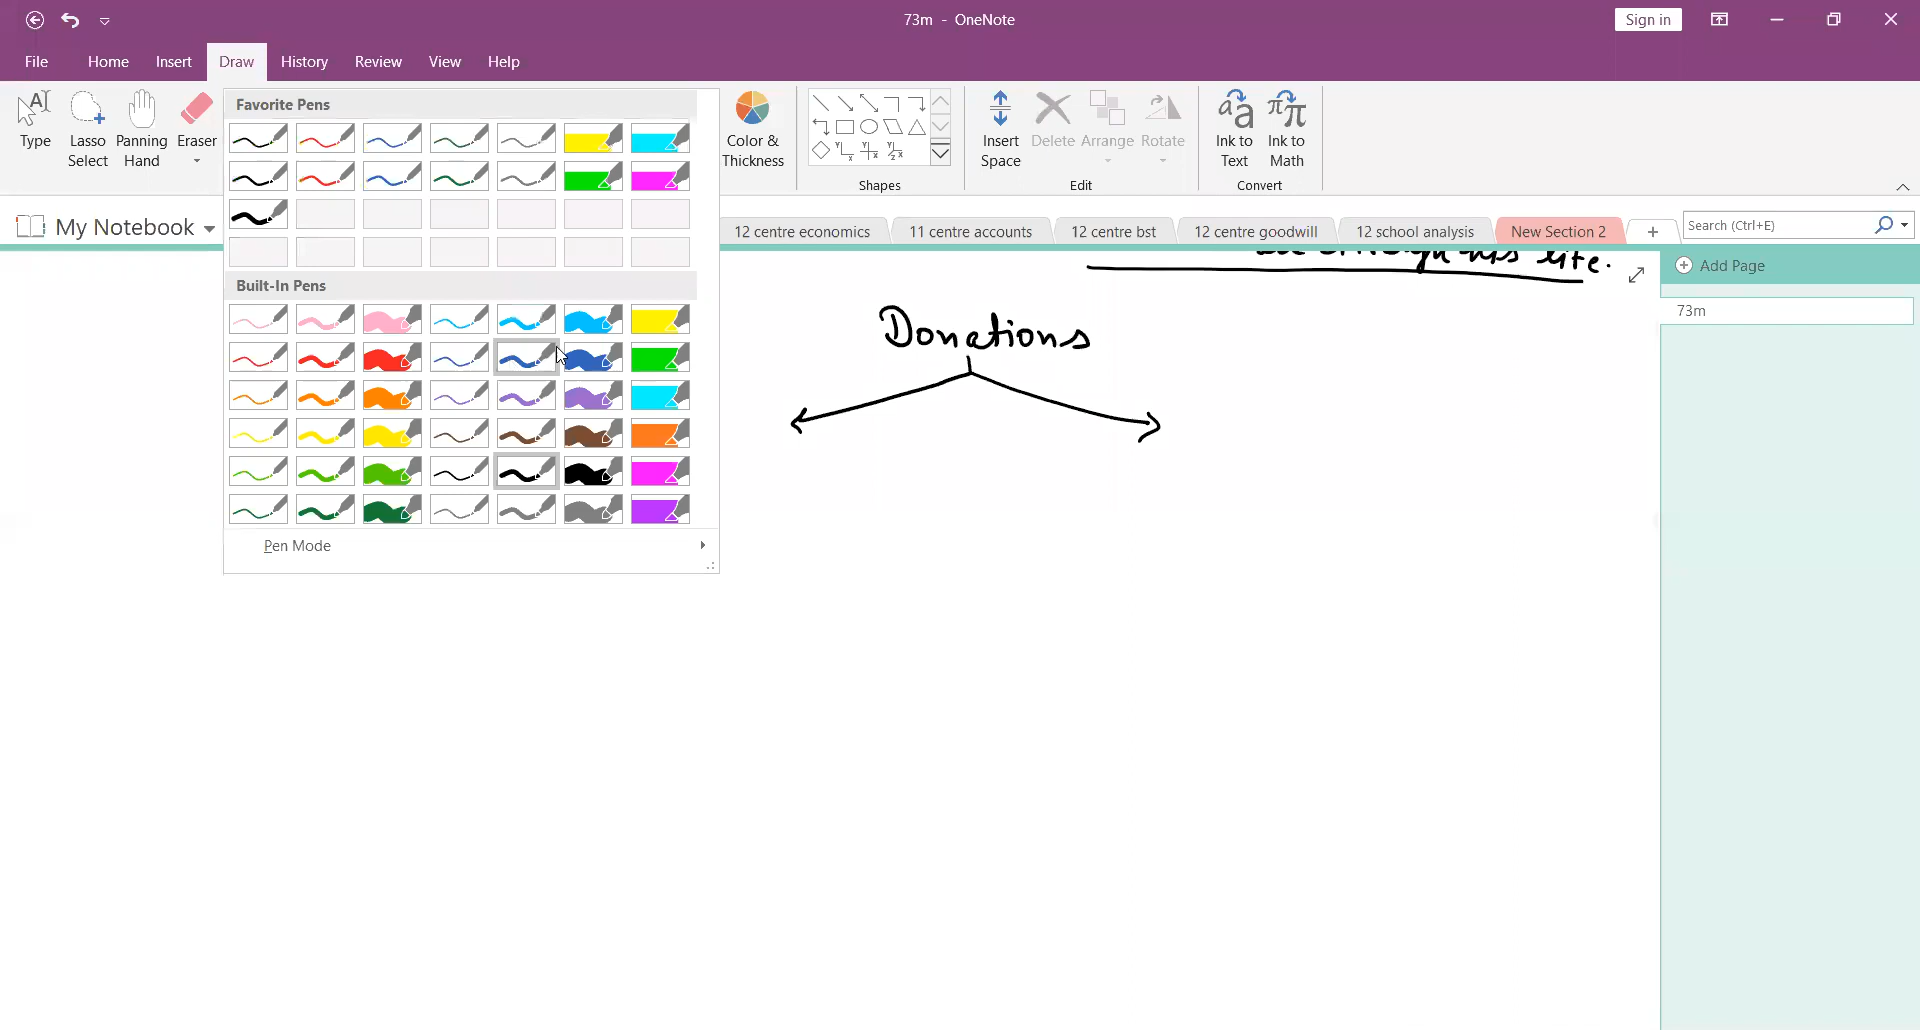 73m - OneNote
Sign in
File Home Insert Draw History Review View Help
Type
Lasso Select
Panning Hand
Eraser
Favorite Pens
Built-In Pens
Pen Mode
Color & Thickness
Shapes
Insert Space
Delete
Arrange
Rotate
Edit
Ink to Text
Ink to Math
Convert
My Notebook
12 centre economics
11 centre accounts
12 centre bst
12 centre goodwill
12 school analysis
New Section 2
Search (Ctrl+E)
Add Page
73m
life.
Donations